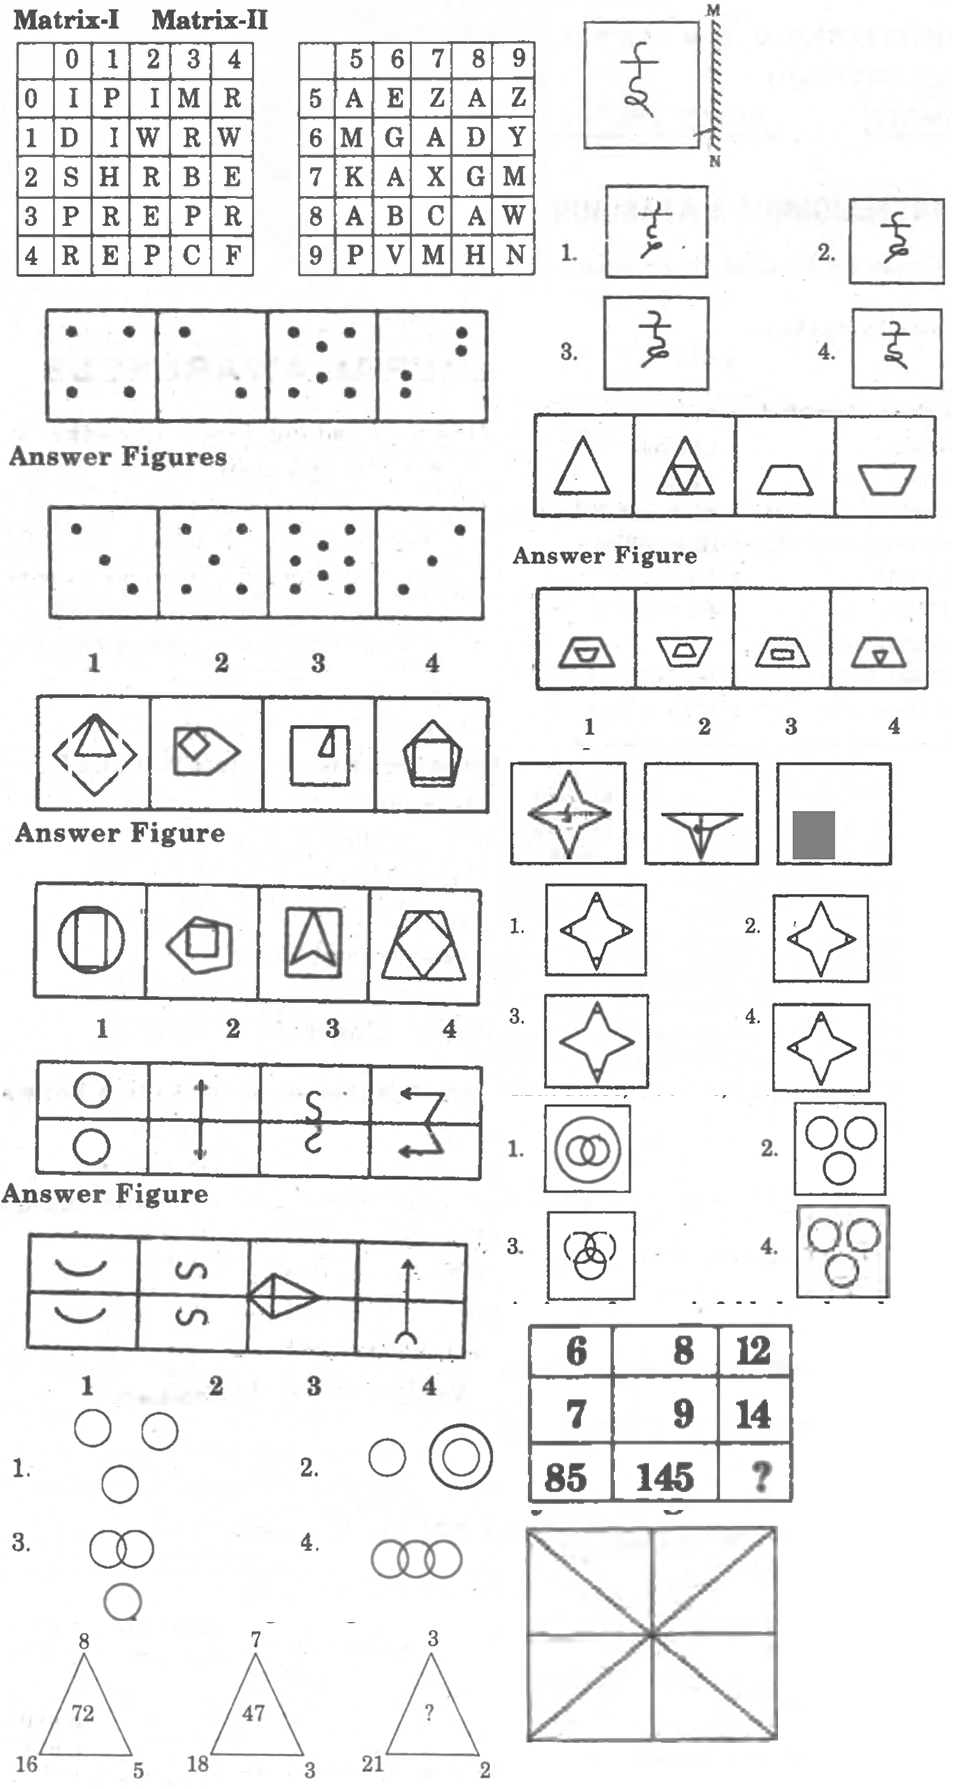 Matrix-I Matrix-II
0 1 2 3 4
0 I P I M R
1 D I W R W
2 S H R B E
3 P R E P R
4 R E P C F
5 6 7 8 9
5 A E Z A Z
6 M G A D Y
7 K A X G M
8 A B C A W
9 P V M H N
Answer Figures
1 2 3 4
Answer Figure
1 2 3 4
Answer Figure
1 2 3 4
1. 2.
3. 4.
8
72
16 5
7
47
18 3
3
?
21 2
M
N
1. 2.
3. 4.
Answer Figure
1 2 3 4
1. 2.
3. 4.
1. 2.
3. 4.
6 8 12
7 9 14
85 145 ?